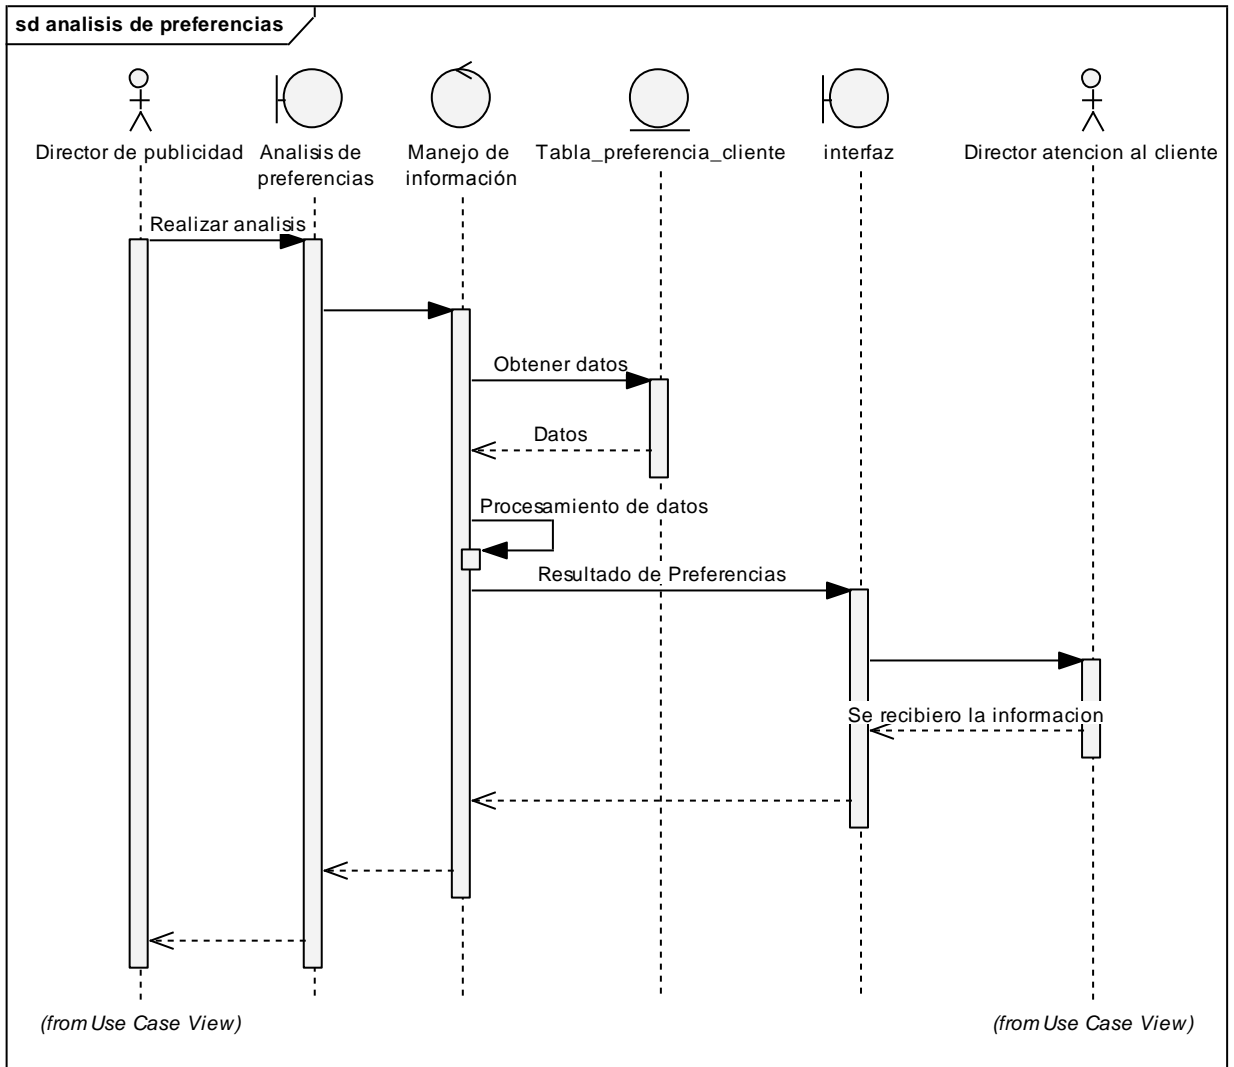 sd analisis de preferencias
Director de publicidad
Analisis de
preferencias
Manejo de
información
Tabla_preferencia_cliente
interfaz
Director atencion al cliente
Realizar analisis
Obtener datos
Datos
Procesamiento de datos
Resultado de Preferencias
Se recibiero la informacion
(from Use Case View)
(from Use Case View)